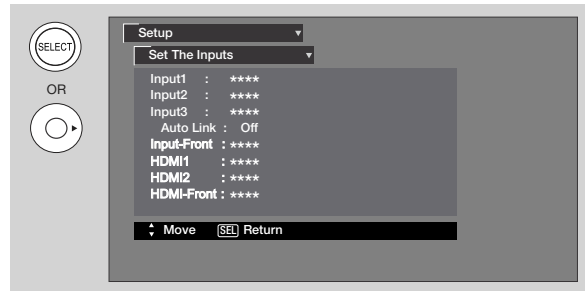 SELECT
OR
Setup
Set The Inputs
Input1 : ****
Input2 : ****
Input3 : ****
Auto Link : Off
Input-Front : ****
HDMI1 : ****
HDMI2 : ****
HDMI-Front : ****
Move SEL Return